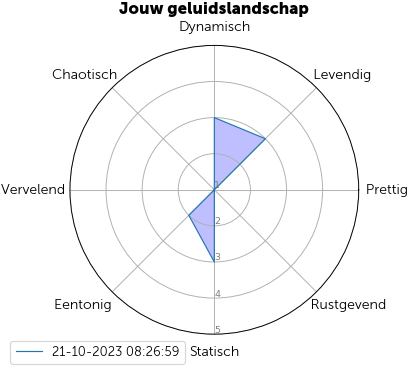 Jouw geluidslandschap
Dynamisch
Chaotisch
Levendig
Vervelend
Prettig
1
2
3
4
5
Eentonig
Rustgevend
21-10-2023 08:26:59
Statisch